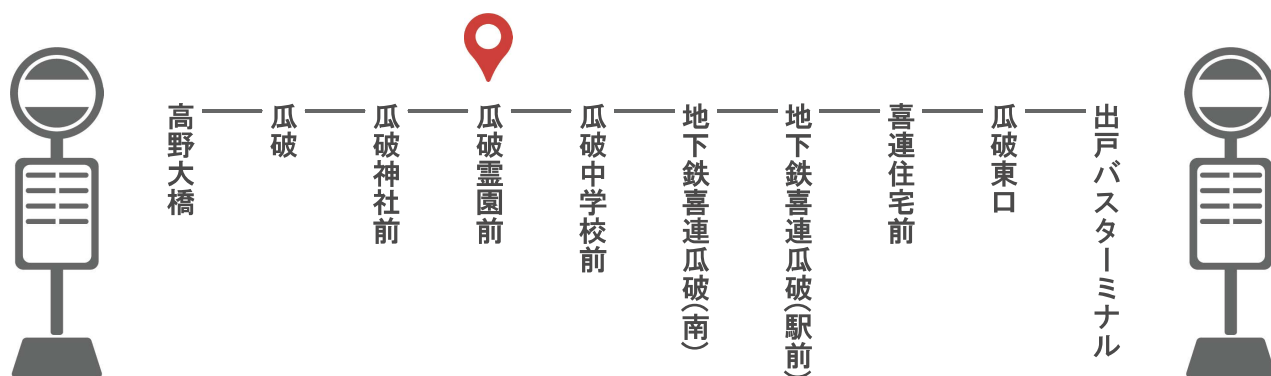 高野大橋
瓜破
瓜破神社前
瓜破霊園前
瓜破中学校前
地下鉄喜連瓜破(南)
地下鉄喜連瓜破(駅前)
喜連住宅前
瓜破東口
出戸バスターミナル